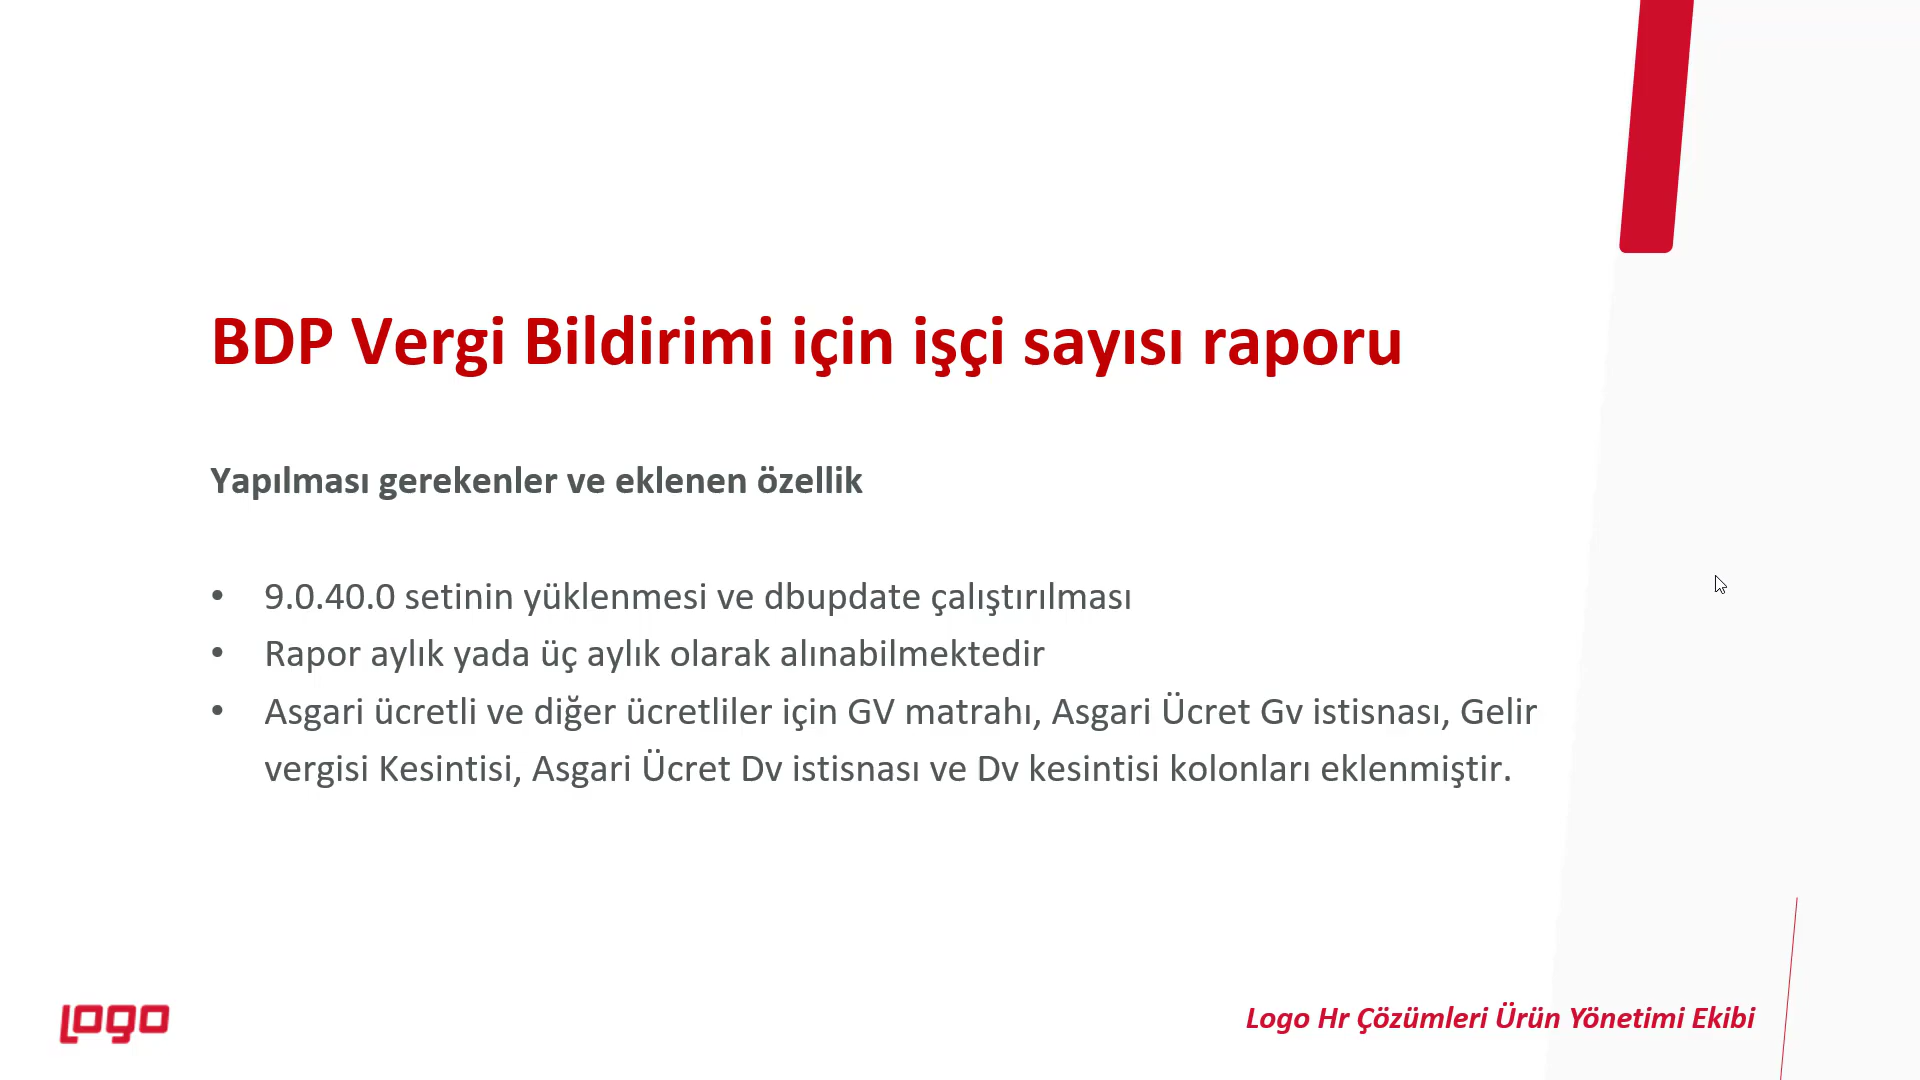 BDP Vergi Bildirimi için işçi sayısı raporu
Yapılması gerekenler ve eklenen özellik
• 9.0.40.0 setinin yüklenmesi ve dbupdate çalıştırılması
• Rapor aylık yada üç aylık olarak alınabilmektedir
• Asgari ücretli ve diğer ücretliler için GV matrahı, Asgari Ücret Gv istisnası, Gelir
vergisi Kesintisi, Asgari Ücret Dv istisnası ve Dv kesintisi kolonları eklenmiştir.
LOGO
Logo Hr Çözümleri Ürün Yönetimi Ekibi